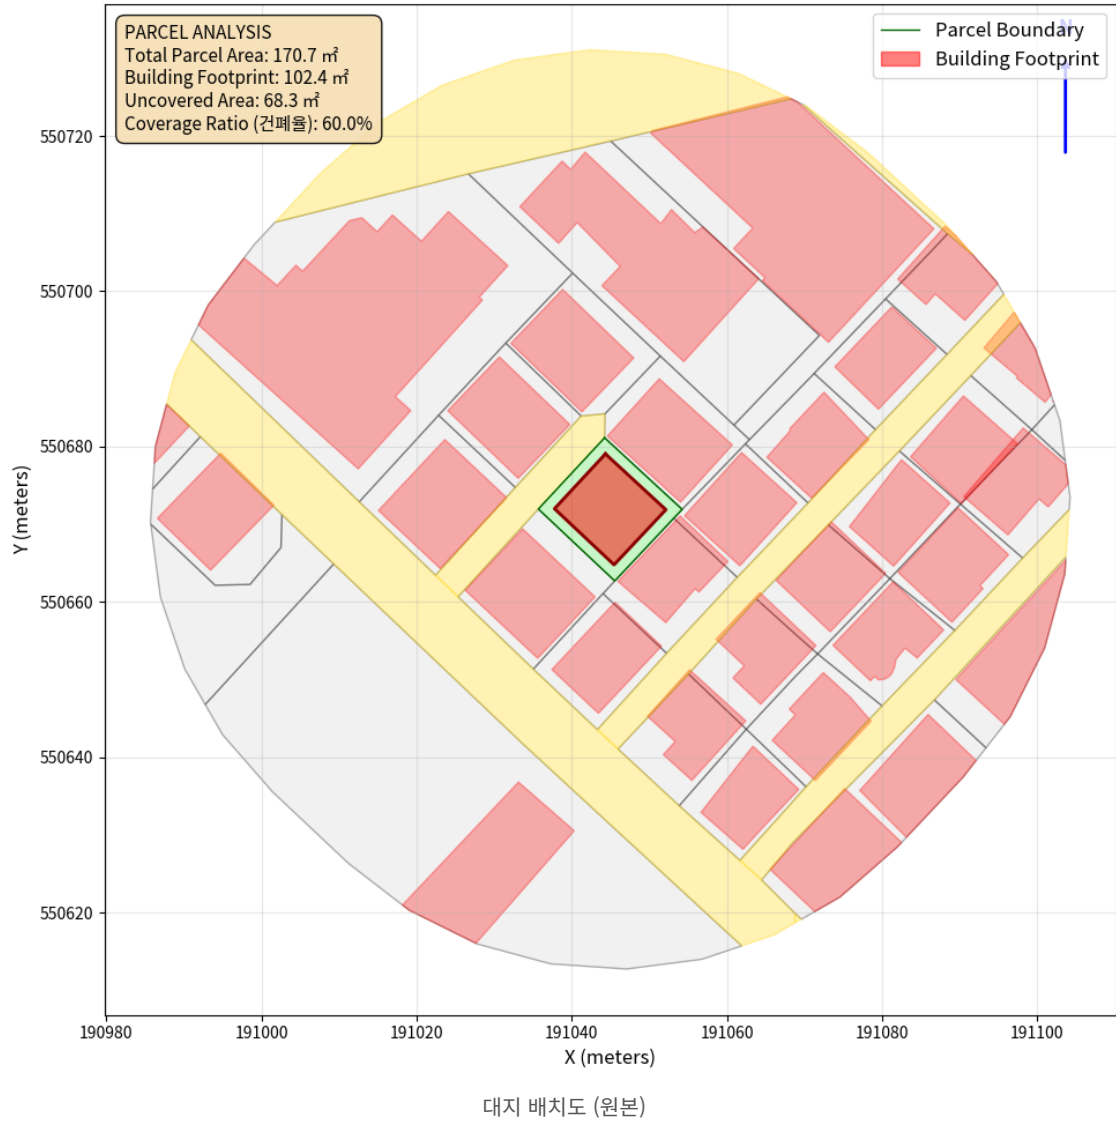 PARCEL ANALYSIS
Total Parcel Area: 170.7 ㎡
Building Footprint: 102.4 ㎡
Uncovered Area: 68.3 ㎡
Coverage Ratio (건폐율): 60.0%
Parcel Boundary
Building Footprint
N
550720
550700
550680
550660
550640
550620
Y (meters)
190980
191000
191020
191040
191060
191080
191100
X (meters)
대지 배치도 (원본)